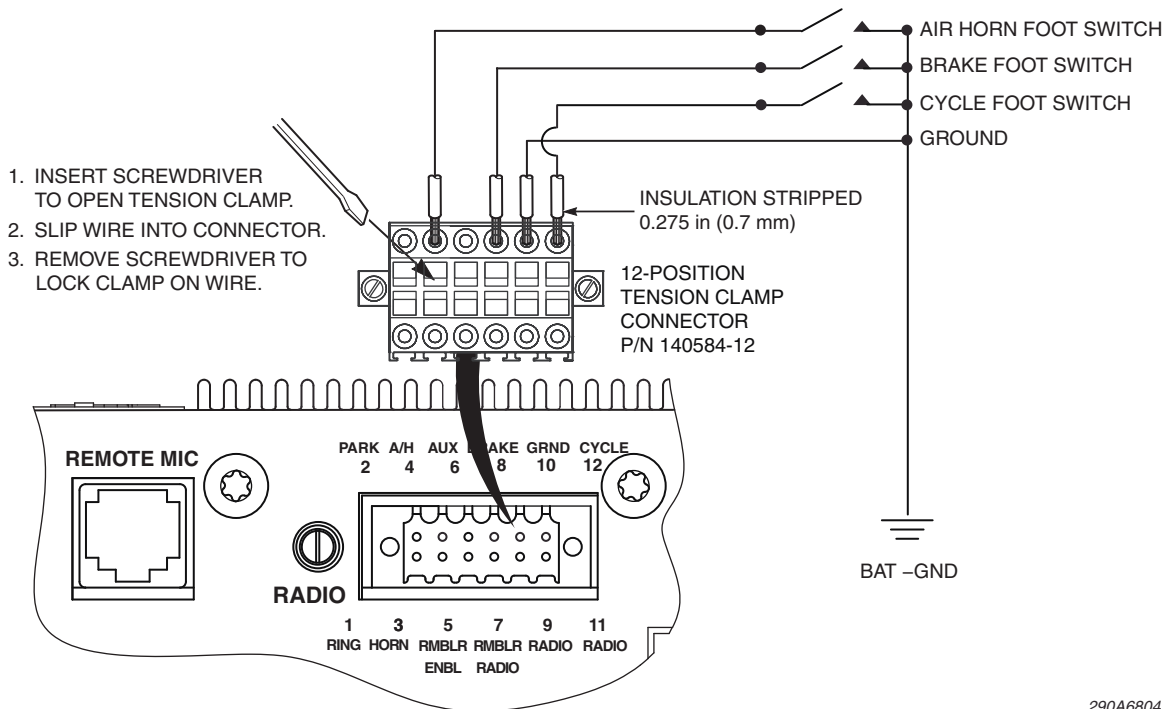 AIR HORN FOOT SWITCH
BRAKE FOOT SWITCH
CYCLE FOOT SWITCH
GROUND
1. INSERT SCREWDRIVER
TO OPEN TENSION CLAMP.
2. SLIP WIRE INTO CONNECTOR.
3. REMOVE SCREWDRIVER TO
LOCK CLAMP ON WIRE.
INSULATION STRIPPED
0.275 in (0.7 mm)
12-POSITION
TENSION CLAMP
CONNECTOR
P/N 140584-12
REMOTE MIC
PARK A/H AUX BRAKE GRND CYCLE
2 4 6 8 10 12
RADIO
1 3 5 7 9 11
RING HORN RMBLR RMBLR RADIO RADIO
ENBL RADIO
BAT –GND
290A6804